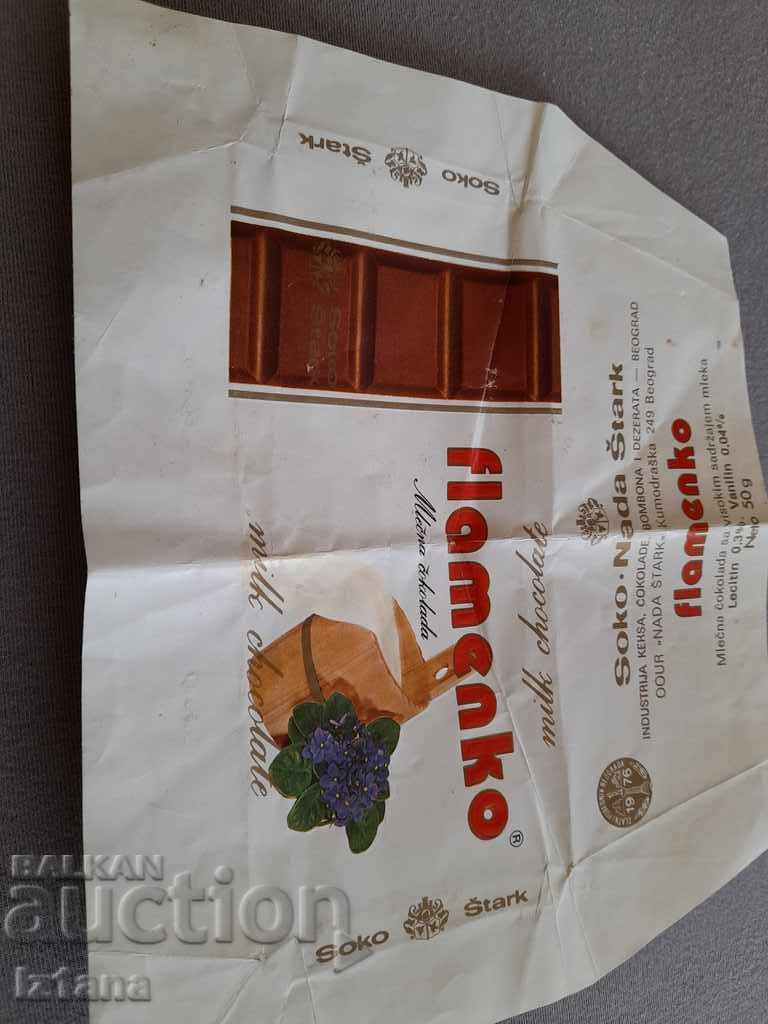 Soko Štark
Soko Štark
flamenko ®
Mlečna čokolada
milk chocolate
milk chocolate
Soko Štark
Soko · Nada Štark
INDUSTRIJA KEKSA, ČOKOLADE, BOMBONA I DEZERATA — BEOGRAD
OOUR »NADA ŠTARK«, Kumodraška 249 Beograd
flamenko
Mlečna čokolada sa visokim sadržajem mleka
Lecitin 0,3%. Vanilin 0,04%
Neto 50 g
1976
BALKAN
auction
Iztana